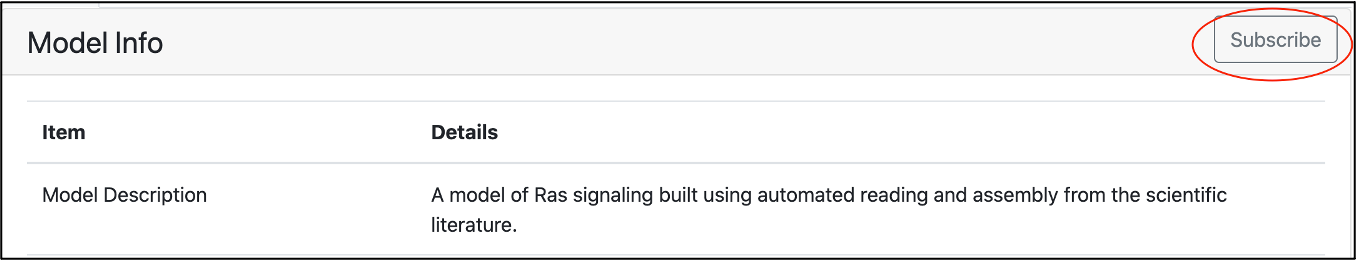 Model Info
Subscribe
Item
Details
Model Description
A model of Ras signaling built using automated reading and assembly from the scientific
literature.